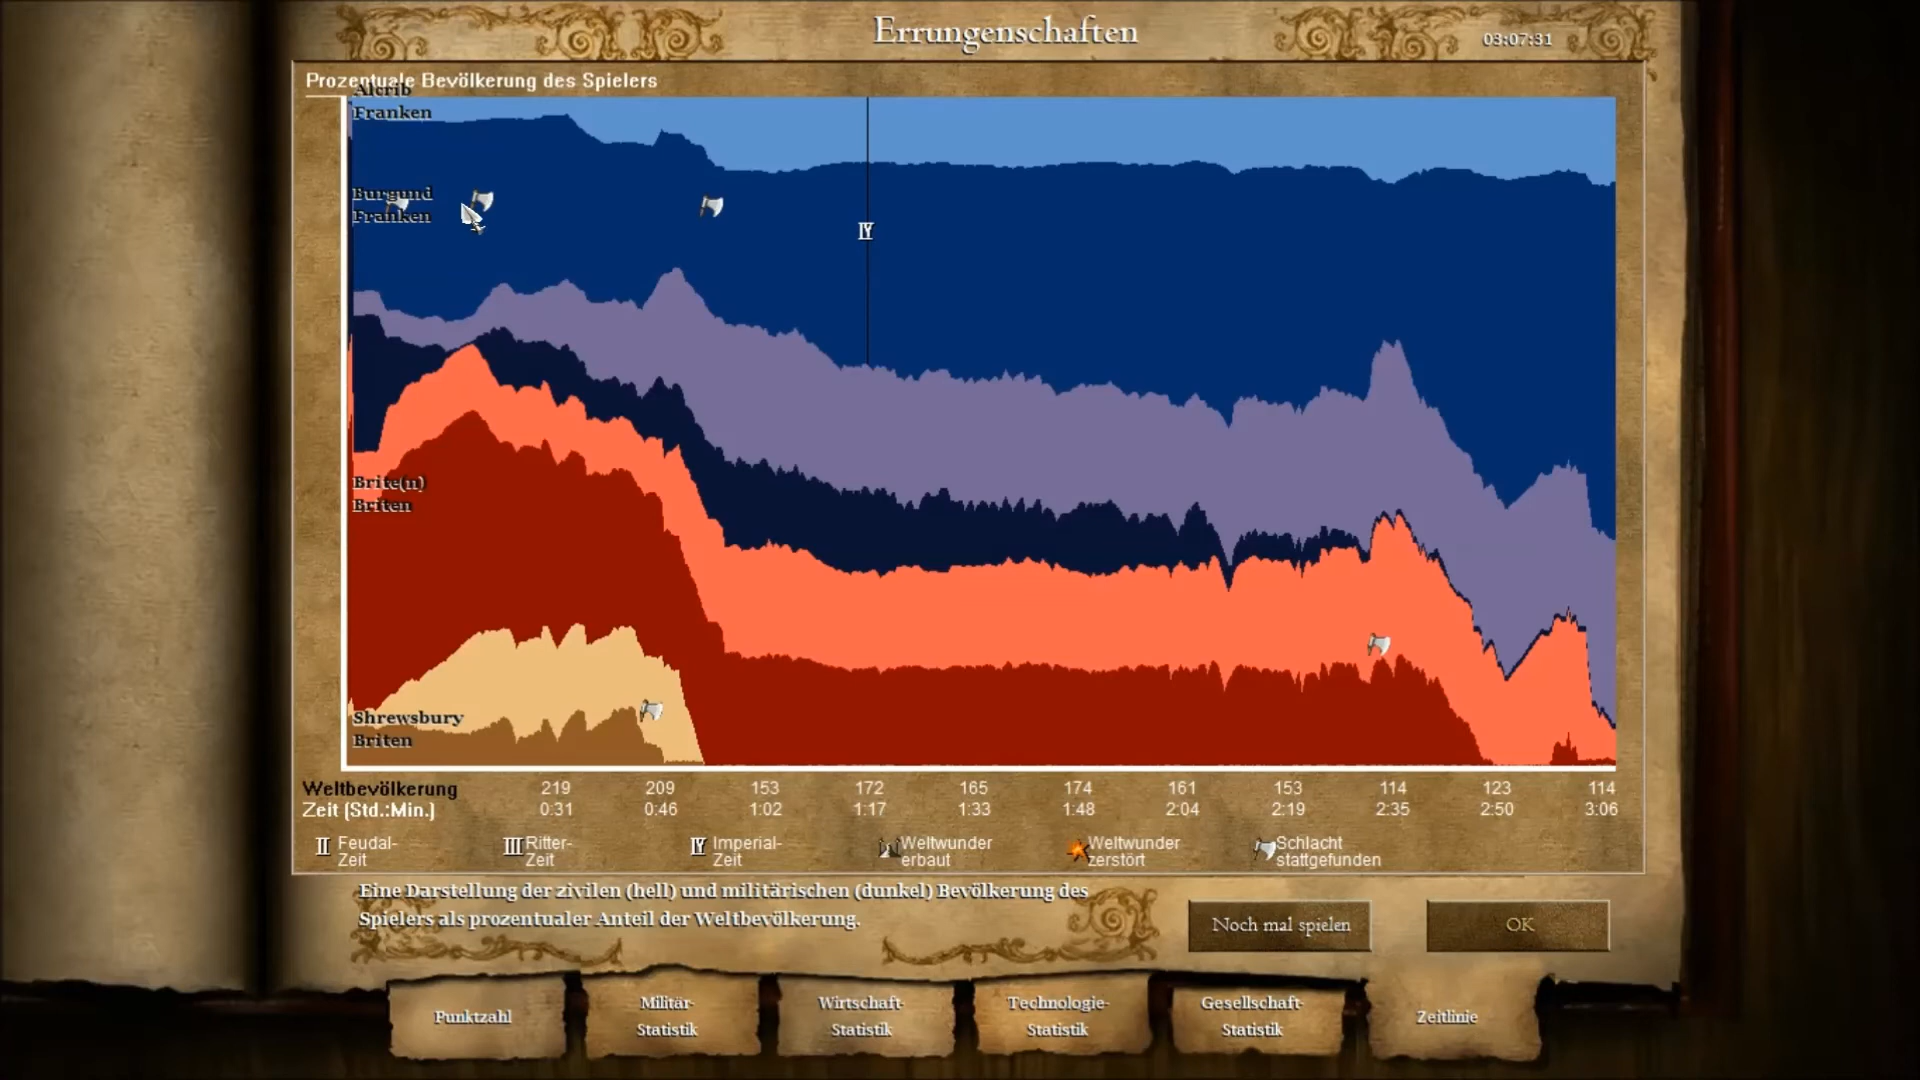 Errungenschaften
03:07:31
Prozentuale Bevölkerung des Spielers
Alcrib
Franken
Burgund
Franken
IV
Brite(n)
Briten
Shrewsbury
Briten
Weltbevölkerung 219 209 153 172 165 174 161 153 114 123 114
Zeit (Std.:Min.) 0:31 0:46 1:02 1:17 1:33 1:48 2:04 2:19 2:35 2:50 3:06
II Feudal-
Zeit
III Ritter-
Zeit
IV Imperial-
Zeit
Weltwunder
erbaut
Weltwunder
zerstört
Schlacht
stattgefunden
Eine Darstellung der zivilen (hell) und militärischen (dunkel) Bevölkerung des
Spielers als prozentualer Anteil der Weltbevölkerung.
Noch mal spielen
OK
Punktzahl
Militär-
Statistik
Wirtschaft-
Statistik
Technologie-
Statistik
Gesellschaft-
Statistik
Zeitlinie